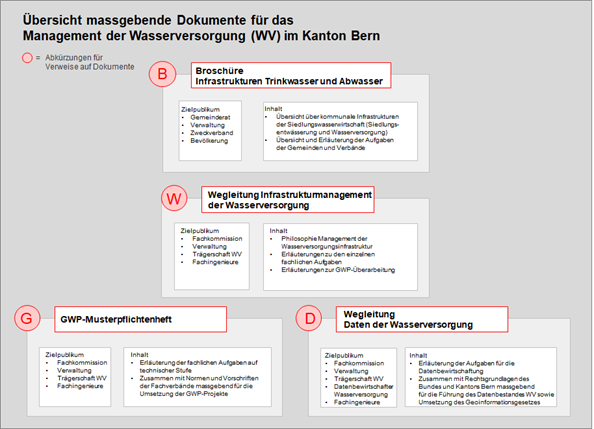 Übersicht massgebende Dokumente für das
Management der Wasserversorgung (WV) im Kanton Bern
= Abkürzungen für
Verweise auf Dokumente
B
Broschüre
Infrastrukturen Trinkwasser und Abwasser
Zielpublikum
• Gemeinderat
• Verwaltung
• Zweckverband
• Bevölkerung
Inhalt
• Übersicht über kommunale Infrastrukturen
der Siedlungswasserwirtschaft (Siedlungs-
entwässerung und Wasserversorgung)
• Übersicht und Erläuterung der Aufgaben
der Gemeinden und Verbände
W
Wegleitung Infrastrukturmanagement
der Wasserversorgung
Zielpublikum
• Fachkommission
• Verwaltung
• Trägerschaft WV
• Fachingenieure
Inhalt
• Philosophie Management der
Wasserversorgungsinfrastruktur
• Erläuterungen zu den einzelnen
fachlichen Aufgaben
• Erläuterungen zur GWP-Überarbeitung
G
GWP-Musterpflichtenheft
Zielpublikum
• Fachkommission
• Verwaltung
• Trägerschaft WV
• Fachingenieure
Inhalt
• Erläuterung der fachlichen Aufgaben auf
technischer Stufe
• Zusammen mit Normen und Vorschriften
der Fachverbände massgebend für die
Umsetzung der GWP-Projekte
D
Wegleitung
Daten der Wasserversorgung
Zielpublikum
• Fachkommission
• Verwaltung
• Trägerschaft WV
• Datenbewirtschafter
Wasserversorgung
• Fachingenieure
Inhalt
• Erläuterung der Aufgaben für die
Datenbewirtschaftung
• Zusammen mit Rechtsgrundlagen des
Bundes und Kantons Bern massgebend
für die Führung des Datenbestandes WV sowie
Umsetzung des Geoinformationsgesetzes